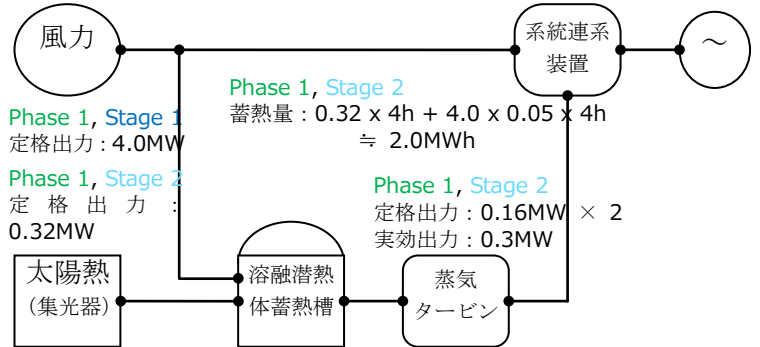 風力
系統連系
装置
～
Phase 1, Stage 1
定格出力：4.0MW
Phase 1, Stage 2
蓄熱量：0.32 x 4h + 4.0 x 0.05 x 4h
≒ 2.0MWh
Phase 1, Stage 2
定格出力：
0.32MW
Phase 1, Stage 2
定格出力：0.16MW × 2
実効出力：0.3MW
太陽熱
(集光器)
溶融潜熱
体蓄熱槽
蒸気
タービン